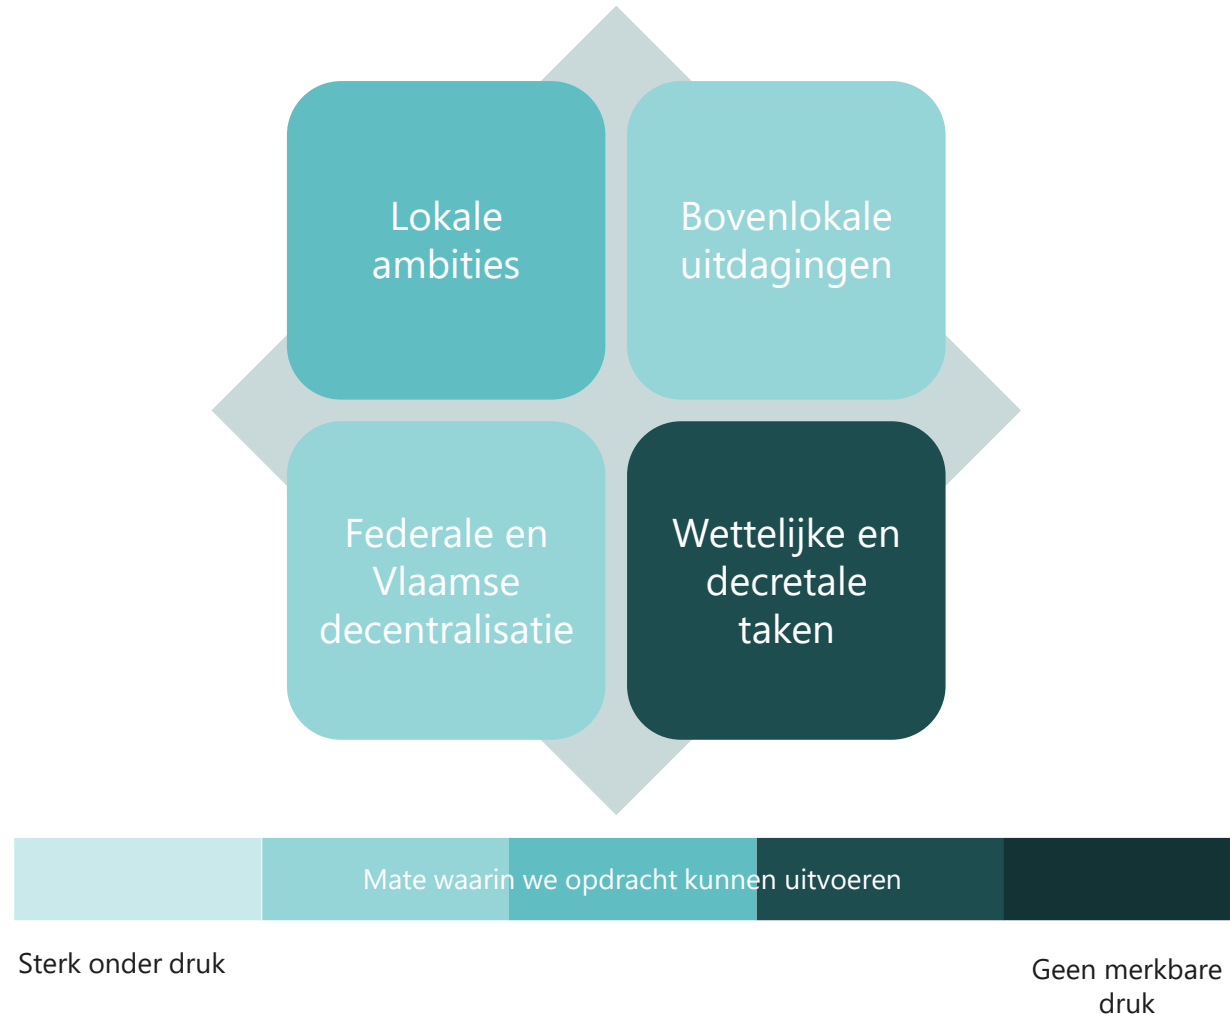 Lokale
ambities
Bovenlokale
uitdagingen
Federale en
Vlaamse
decentralisatie
Wettelijke en
decretale
taken
Mate waarin we opdracht kunnen uitvoeren
Sterk onder druk
Geen merkbare
druk